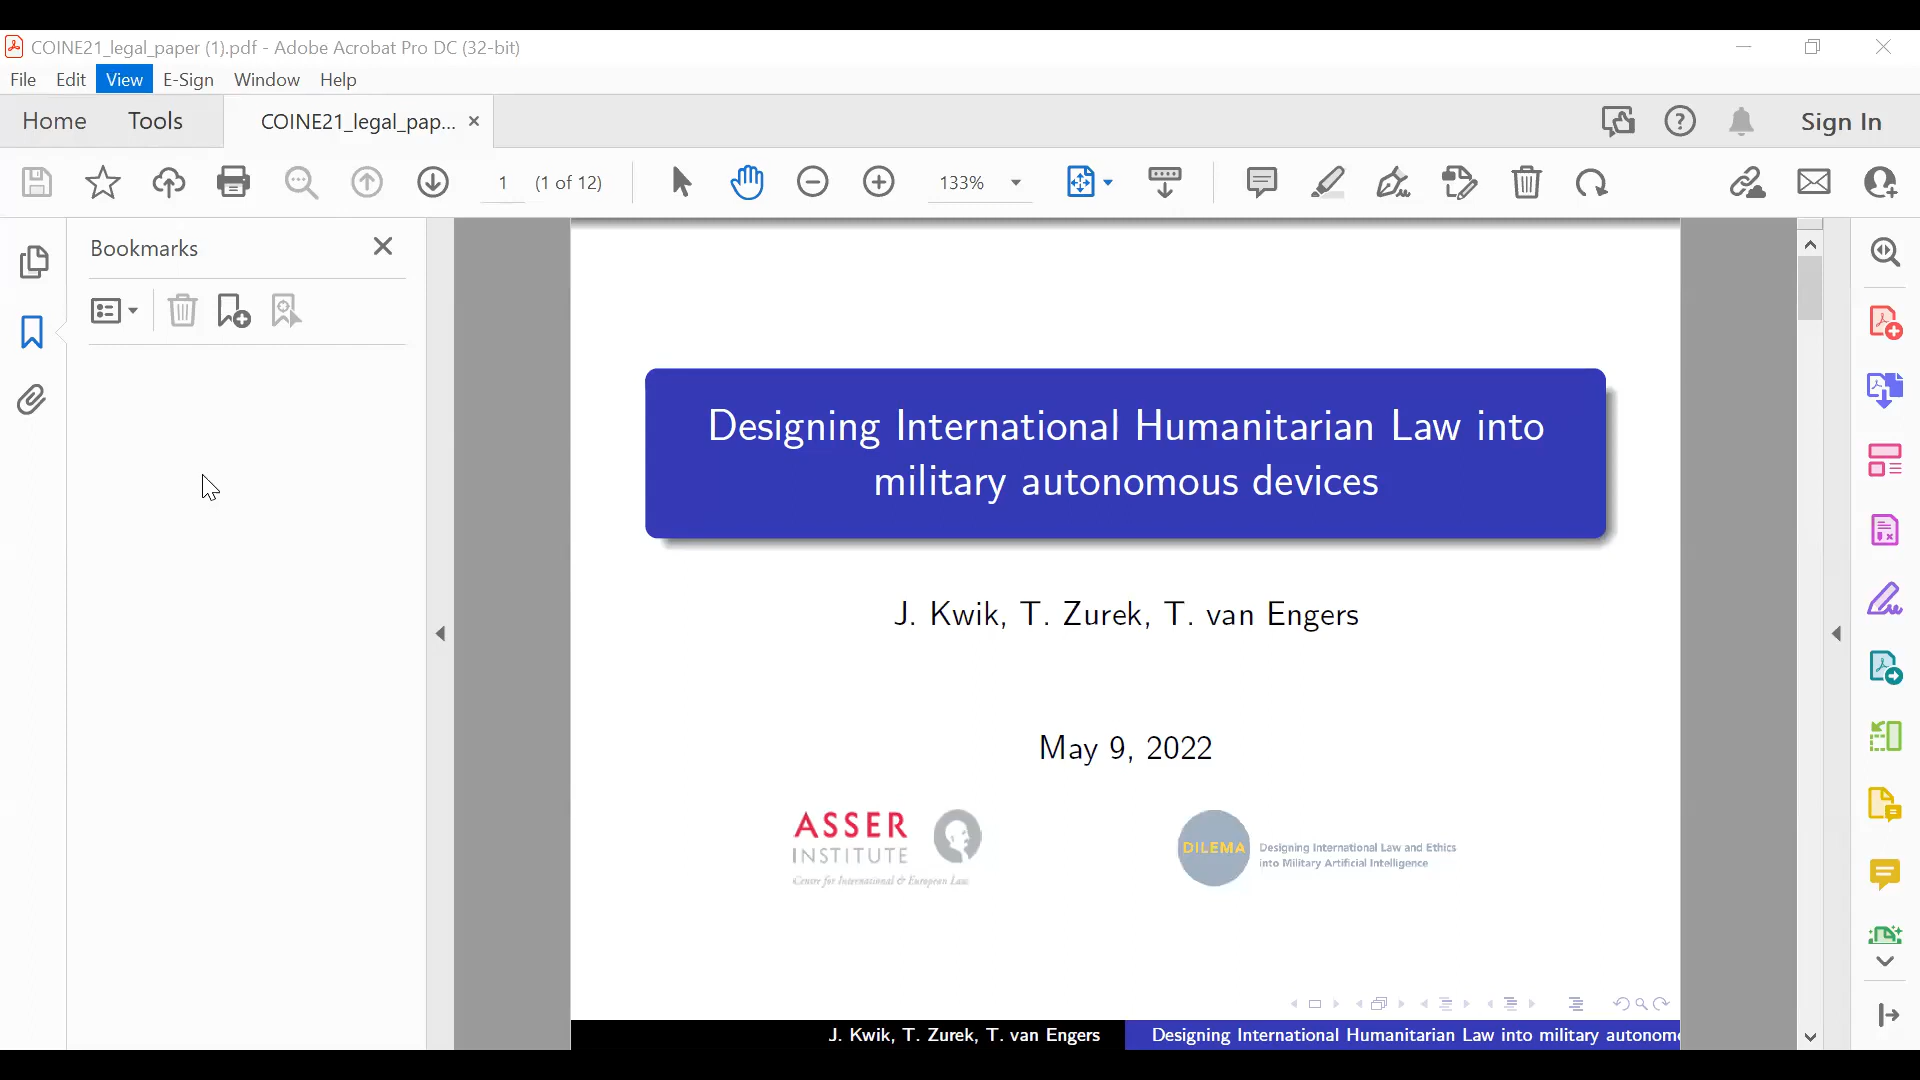 COINE21_legal_paper (1).pdf - Adobe Acrobat Pro DC (32-bit)
File Edit View E-Sign Window Help
Home Tools COINE21_legal_pap... × Sign In
1 (1 of 12) 133%
Bookmarks
Designing International Humanitarian Law into
military autonomous devices
J. Kwik, T. Zurek, T. van Engers
May 9, 2022
ASSER
INSTITUTE
Centre for International & European Law
DILEMA
Designing International Law and Ethics
into Military Artificial Intelligence
J. Kwik, T. Zurek, T. van Engers Designing International Humanitarian Law into military autonom